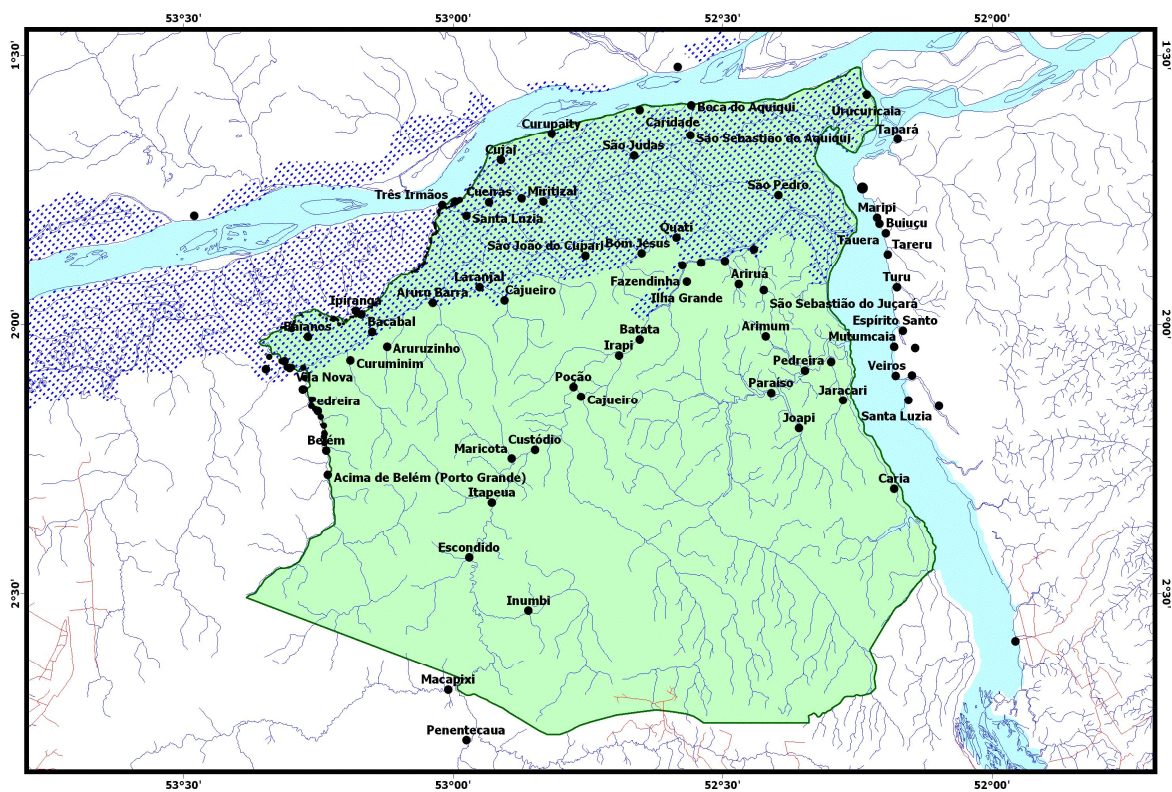 53°30'
53°00'
52°30'
52°00'
1°30'
1°30'
Boca do Aquiqui
Urucuricaia
Caridade
Curupaity
Tapará
São Sebastião do Aquiqui
São Judas
Cujai
São Pedro
Três Irmãos
Cueiras
Miritizal
Maripi
Santa Luzia
Buiuçu
Quati
Tauera
São João do Cupari
Bom Jesus
Tareru
Laranjal
Fazendinha
Arirua
Turu
Aruru Barra
Cajueiro
Ilha Grande
Ipiranga
São Sebastião do Juçará
2°00'
2°00'
Bacabal
Baianos
Batata
Arimum
Espírito Santo
Mutumcaia
Irapi
Aruruzinho
Curuminim
Pedreira
Veiros
Vila Nova
Poção
Paraíso
Jaracari
Cajueiro
Pedreira
Santa Luzia
Joapi
Belém
Custódio
Maricota
Acima de Belém (Porto Grande)
Caria
Itapeua
Escondido
2°30'
2°30'
Inumbi
Macapixi
Penentecaua
53°30'
53°00'
52°30'
52°00'